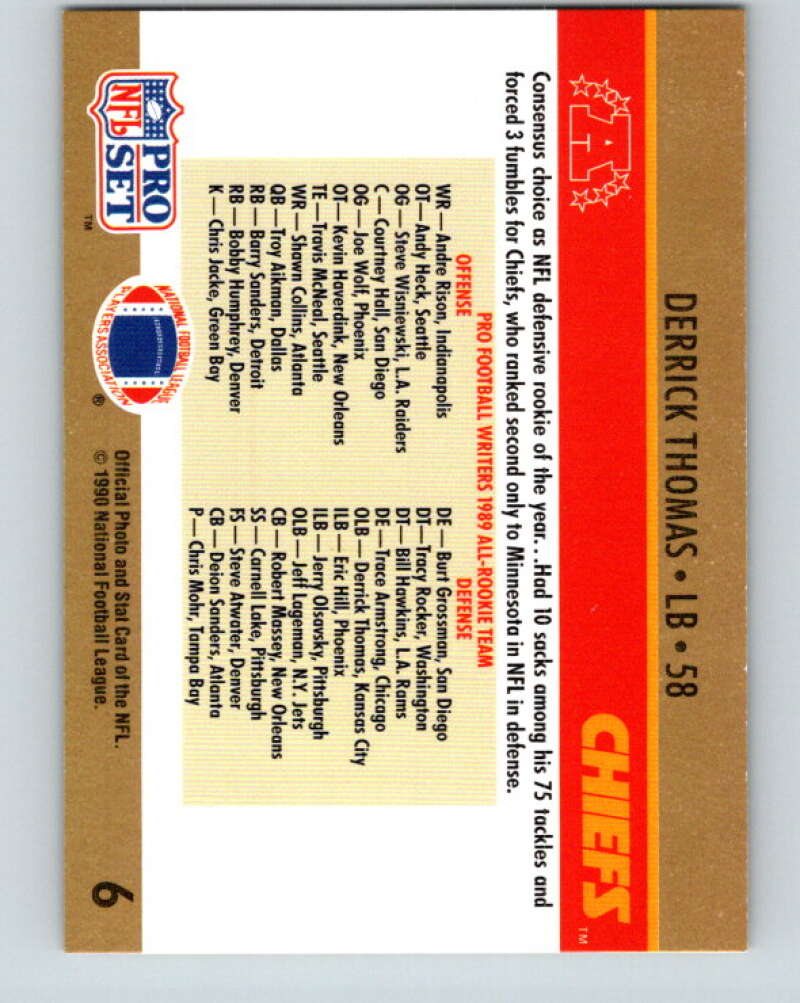 DERRICK THOMAS • LB • 58
A
CHIEFS TM
Consensus choice as NFL defensive rookie of the year. . .Had 10 sacks among his 75 tackles and
forced 3 fumbles for Chiefs, who ranked second only to Minnesota in NFL in defense.
PRO FOOTBALL WRITERS 1989 ALL-ROOKIE TEAM
OFFENSE
WR—Andre Rison, Indianapolis
OT—Andy Heck, Seattle
OG—Steve Wisniewski, L.A. Raiders
C—Courtney Hall, San Diego
OG—Joe Wolf, Phoenix
OT—Kevin Haverdink, New Orleans
TE—Travis McNeal, Seattle
WR—Shawn Collins, Atlanta
QB—Troy Aikman, Dallas
RB—Barry Sanders, Detroit
RB—Bobby Humphrey, Denver
K—Chris Jacke, Green Bay
DEFENSE
DE—Burt Grossman, San Diego
DT—Tracy Rocker, Washington
DT—Bill Hawkins, L.A. Rams
DE—Trace Armstrong, Chicago
OLB—Derrick Thomas, Kansas City
ILB—Eric Hill, Phoenix
ILB—Jerry Olsavsky, Pittsburgh
OLB—Jeff Lageman, N.Y. Jets
CB—Robert Massey, New Orleans
SS—Carnell Lake, Pittsburgh
FS—Steve Atwater, Denver
CB—Deion Sanders, Atlanta
P—Chris Mohr, Tampa Bay
NFL PRO SET TM
NATIONAL FOOTBALL LEAGUE
PLAYERS ASSOCIATION ®
Official Photo and Stat Card of the NFL.
© 1990 National Football League.
6